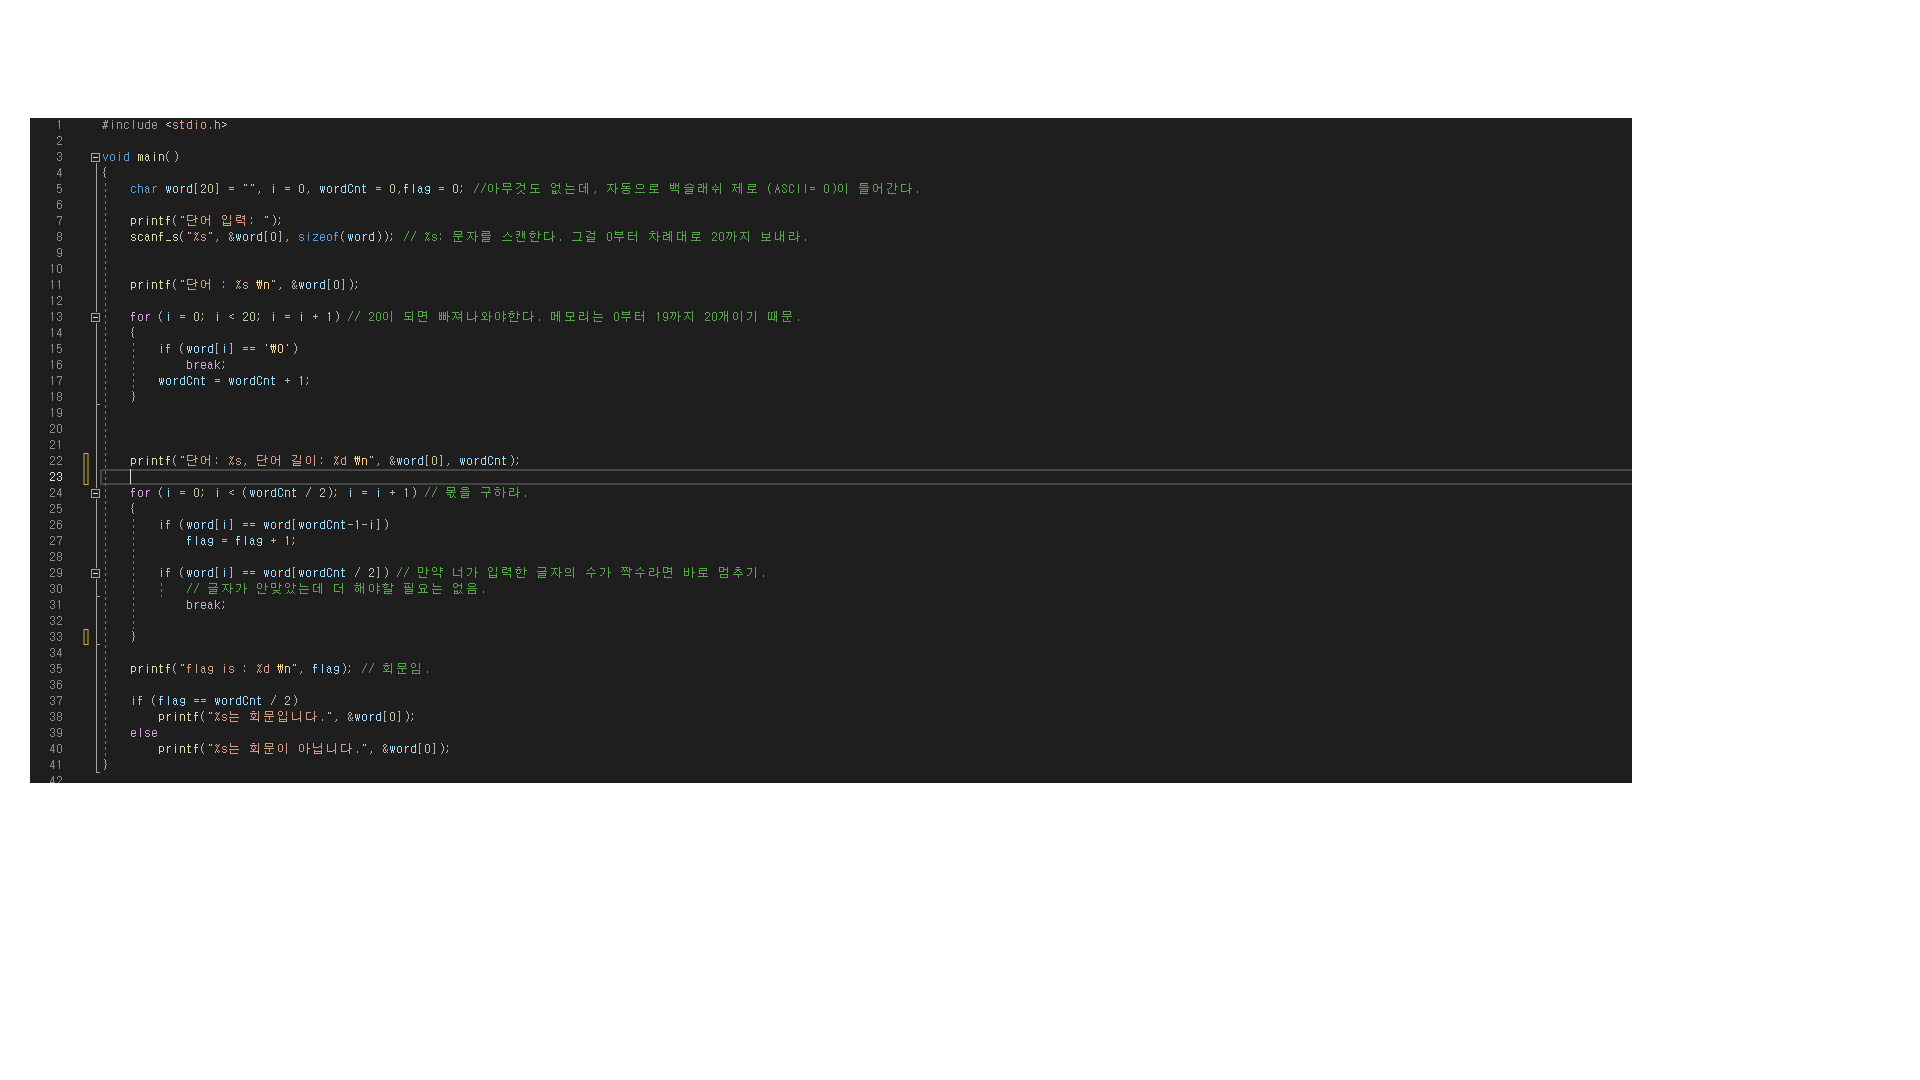 1 #include <stdio.h>
2
3 void main()
4 {
5 char word[20] = "", i = 0, wordCnt = 0,flag = 0; //아무것도 없는데, 자동으로 백슬래쉬 제로 (ASCII= 0)이 들어간다.
6
7 printf("단어 입력: ");
8 scanf_s("%s", &word[0], sizeof(word)); // %s: 문자를 스캔한다. 그걸 0부터 차례대로 20까지 보내라.
9
10
11 printf("단어 : %s ₩n", &word[0]);
12
13 for (i = 0; i < 20; i = i + 1) // 20이 되면 빠져나와야한다. 메모리는 0부터 19까지 20개이기 때문.
14 {
15 if (word[i] == '₩0')
16 break;
17 wordCnt = wordCnt + 1;
18 }
19
20
21
22 printf("단어: %s, 단어 길이: %d ₩n", &word[0], wordCnt);
23
24 for (i = 0; i < (wordCnt / 2); i = i + 1) // 몫을 구하라.
25 {
26 if (word[i] == word[wordCnt-1-i])
27 flag = flag + 1;
28
29 if (word[i] == word[wordCnt / 2]) // 만약 너가 입력한 글자의 수가 짝수라면 바로 멈추기.
30 // 글자가 안맞았는데 더 해야할 필요는 없음.
31 break;
32
33 }
34
35 printf("flag is : %d ₩n", flag); // 회문임.
36
37 if (flag == wordCnt / 2)
38 printf("%s는 회문입니다.", &word[0]);
39 else
40 printf("%s는 회문이 아닙니다.", &word[0]);
41 }
42